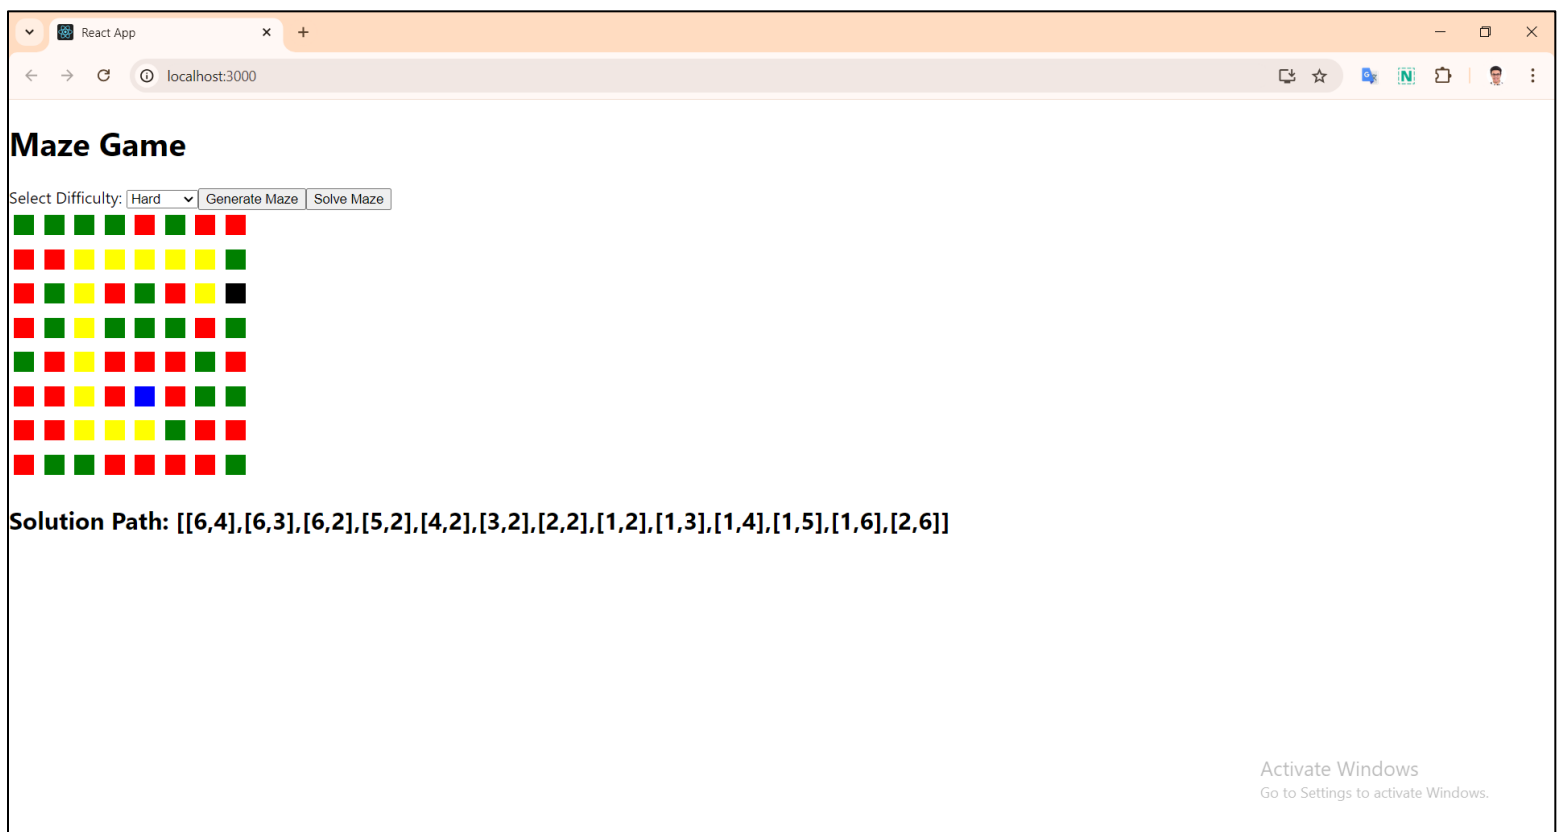 React App
localhost:3000
Maze Game
Select Difficulty: Hard Generate Maze Solve Maze
Solution Path: [[6,4],[6,3],[6,2],[5,2],[4,2],[3,2],[2,2],[1,2],[1,3],[1,4],[1,5],[1,6],[2,6]]
Activate Windows
Go to Settings to activate Windows.